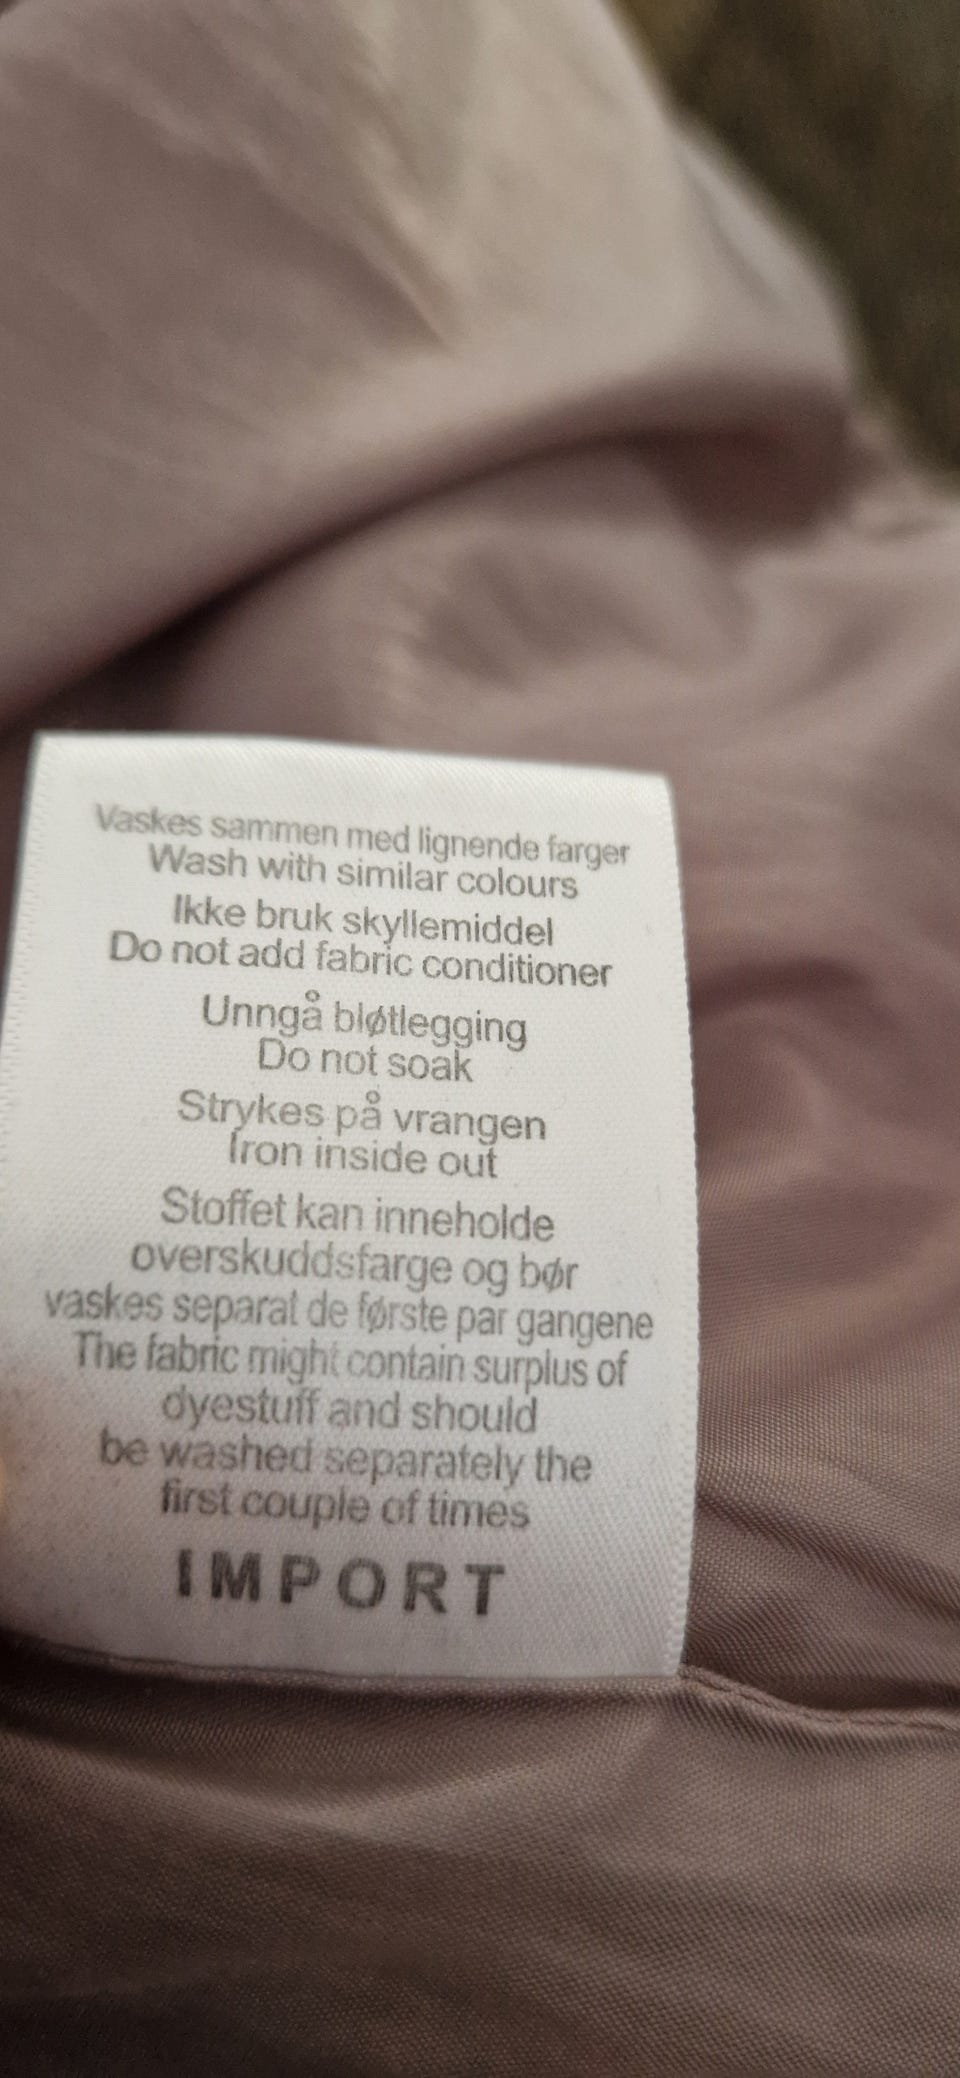 Vaskes sammen med lignende farger
Wash with similar colours
Ikke bruk skyllemiddel
Do not add fabric conditioner
Unngå bløtlegging
Do not soak
Strykes på vrangen
Iron inside out
Stoffet kan inneholde
overskuddsfarge og bør
vaskes separat de første par gangene
The fabric might contain surplus of
dyestuff and should
be washed separately the
first couple of times
IMPORT